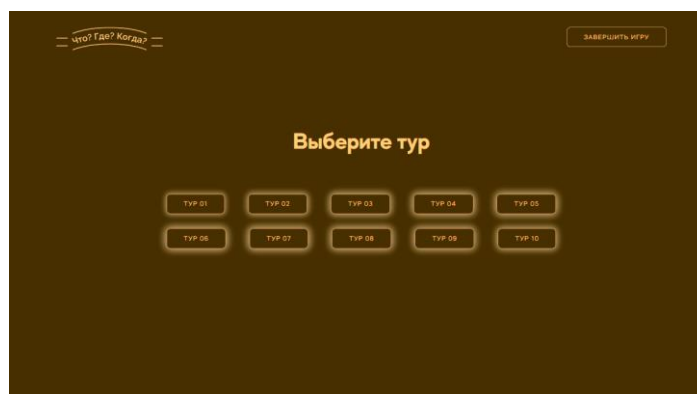 Что? Где? Когда?
ЗАВЕРШИТЬ ИГРУ
Выберите тур
ТУР 01 ТУР 02 ТУР 03 ТУР 04 ТУР 05
ТУР 06 ТУР 07 ТУР 08 ТУР 09 ТУР 10